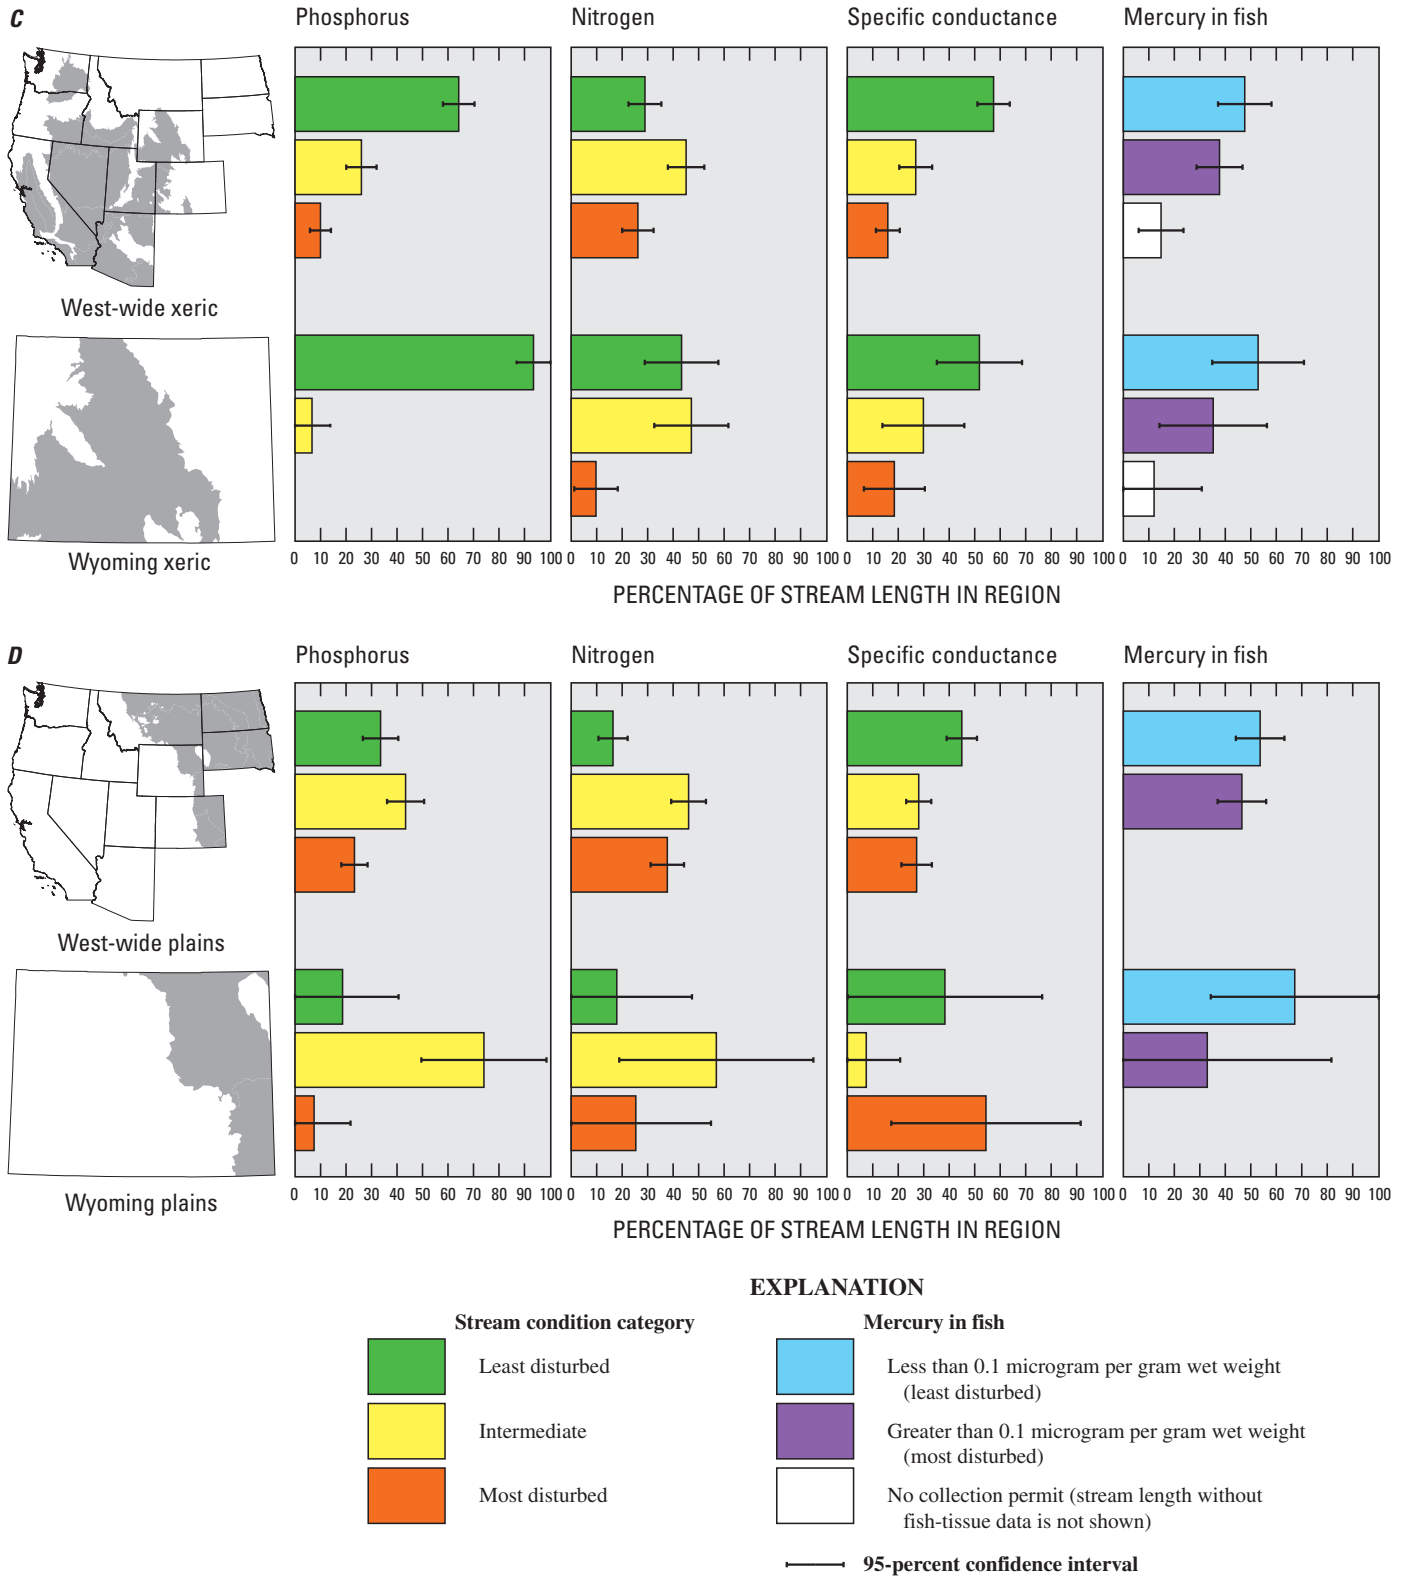 C
Phosphorus
Nitrogen
Specific conductance
Mercury in fish
West-wide xeric
Wyoming xeric
0 10 20 30 40 50 60 70 80 90 100
0 10 20 30 40 50 60 70 80 90 100
0 10 20 30 40 50 60 70 80 90 100
0 10 20 30 40 50 60 70 80 90 100
PERCENTAGE OF STREAM LENGTH IN REGION
D
Phosphorus
Nitrogen
Specific conductance
Mercury in fish
West-wide plains
Wyoming plains
0 10 20 30 40 50 60 70 80 90 100
0 10 20 30 40 50 60 70 80 90 100
0 10 20 30 40 50 60 70 80 90 100
0 10 20 30 40 50 60 70 80 90 100
PERCENTAGE OF STREAM LENGTH IN REGION
EXPLANATION
Stream condition category
Least disturbed
Intermediate
Most disturbed
Mercury in fish
Less than 0.1 microgram per gram wet weight
(least disturbed)
Greater than 0.1 microgram per gram wet weight
(most disturbed)
No collection permit (stream length without
fish-tissue data is not shown)
95-percent confidence interval